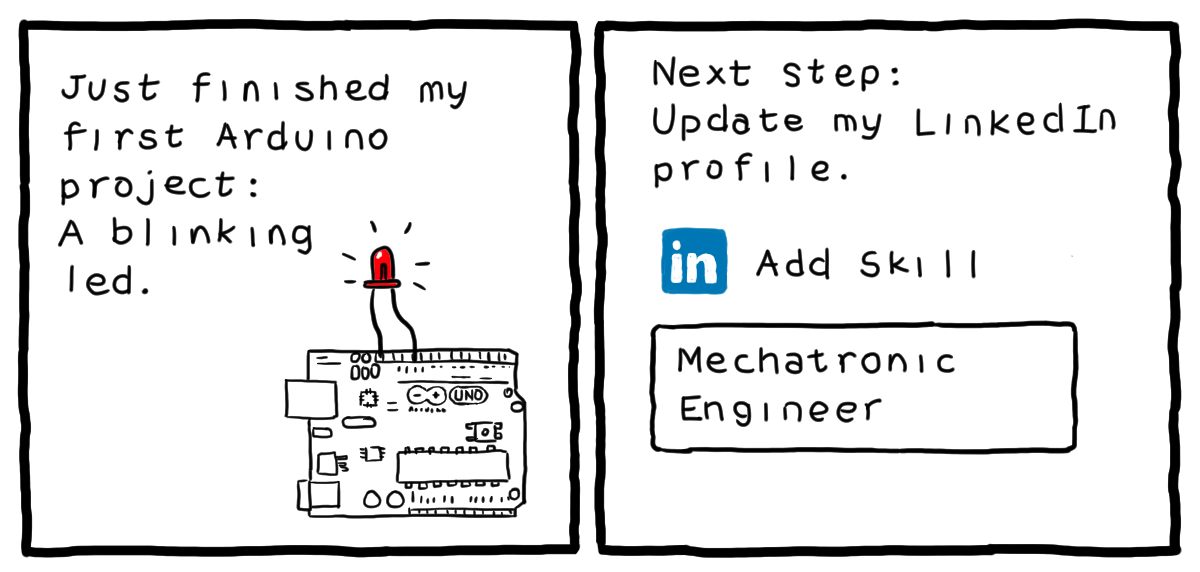 Just finished my
first Arduino
project:
A blinking
led.
UNO
Arduino
Next step:
Update my LinkedIn
profile.
in Add Skill
Mechatronic
Engineer